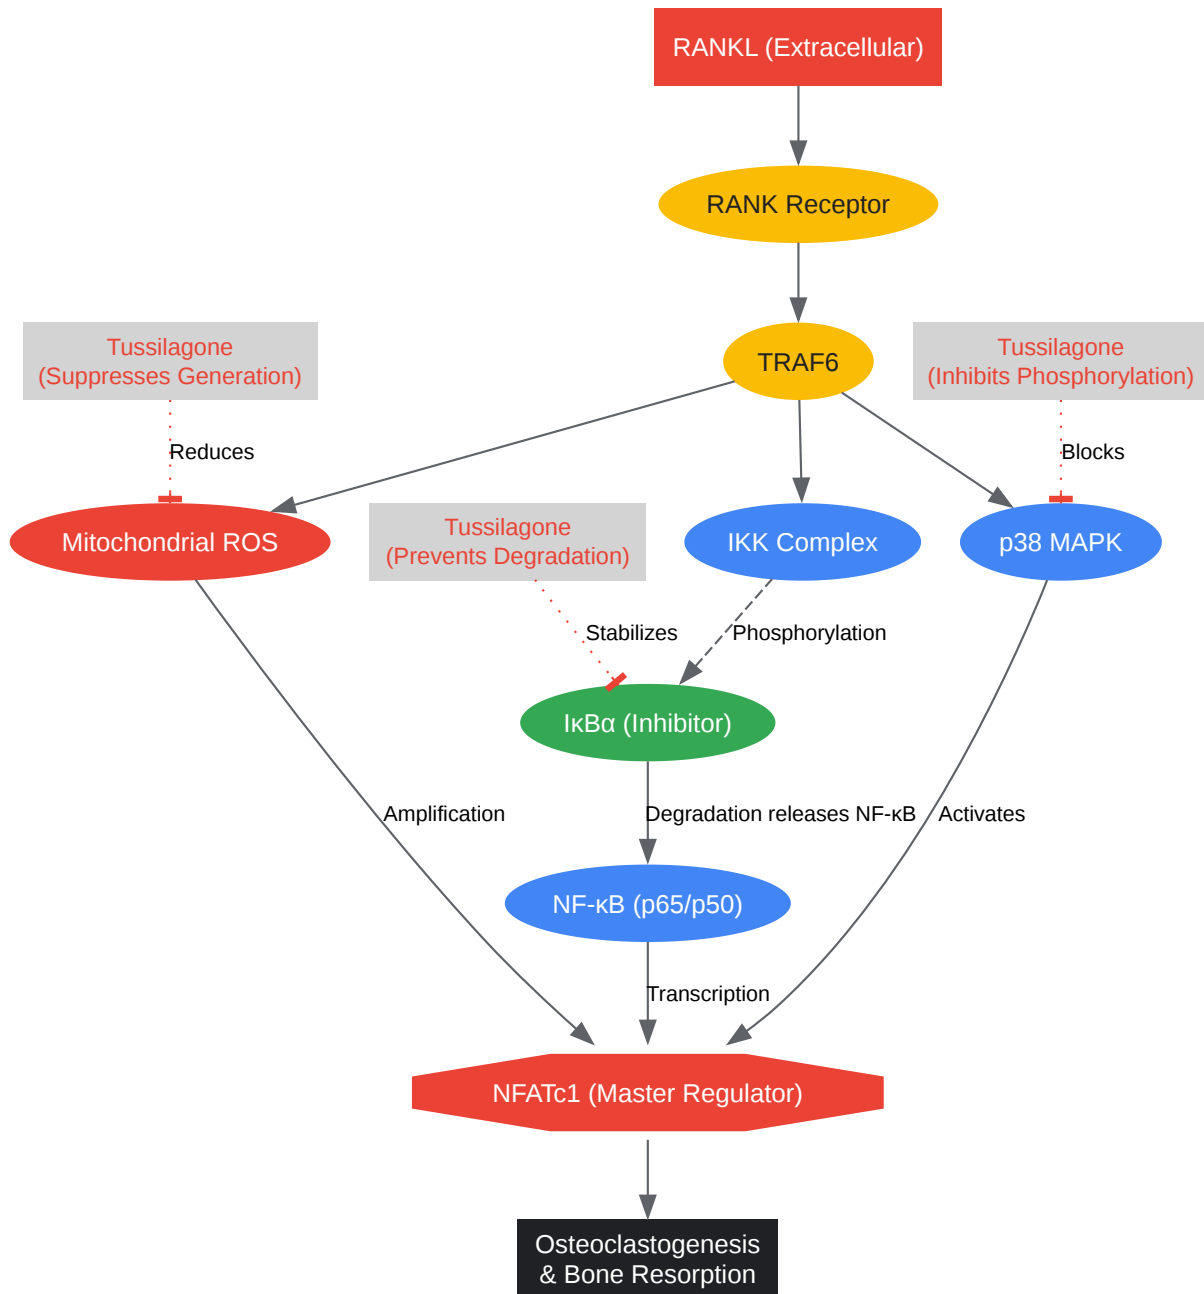 RANKL (Extracellular)
RANK Receptor
TRAF6
Tussilagone
(Suppresses Generation)
Tussilagone
(Inhibits Phosphorylation)
Reduces
Blocks
Mitochondrial ROS
Tussilagone
(Prevents Degradation)
IKK Complex
p38 MAPK
Stabilizes
Phosphorylation
IκBα (Inhibitor)
Amplification
Degradation releases NF-κB
Activates
NF-κB (p65/p50)
Transcription
NFATc1 (Master Regulator)
Osteoclastogenesis
& Bone Resorption